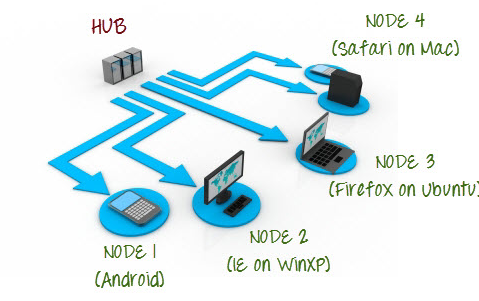 HUB
NODE 4
(Safari on Mac)
NODE 3
(Firefox on Ubuntu)
NODE 2
(IE on WinXP)
NODE 1
(Android)